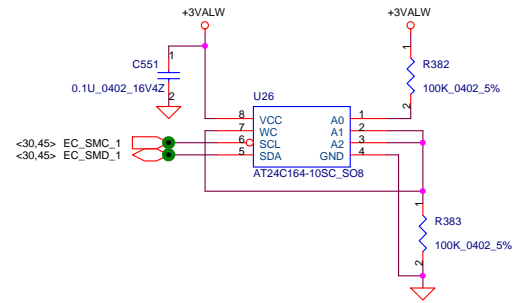 +3VALW
+3VALW
1
C551
0.1U_0402_16V4Z
2
1
R382
100K_0402_5%
2
U26
8 VCC A0 1
7 WC A1 2
<30,45> EC_SMC_1 6 SCL A2 3
<30,45> EC_SMD_1 5 SDA GND 4
AT24C164-10SC_SO8
1
R383
100K_0402_5%
2